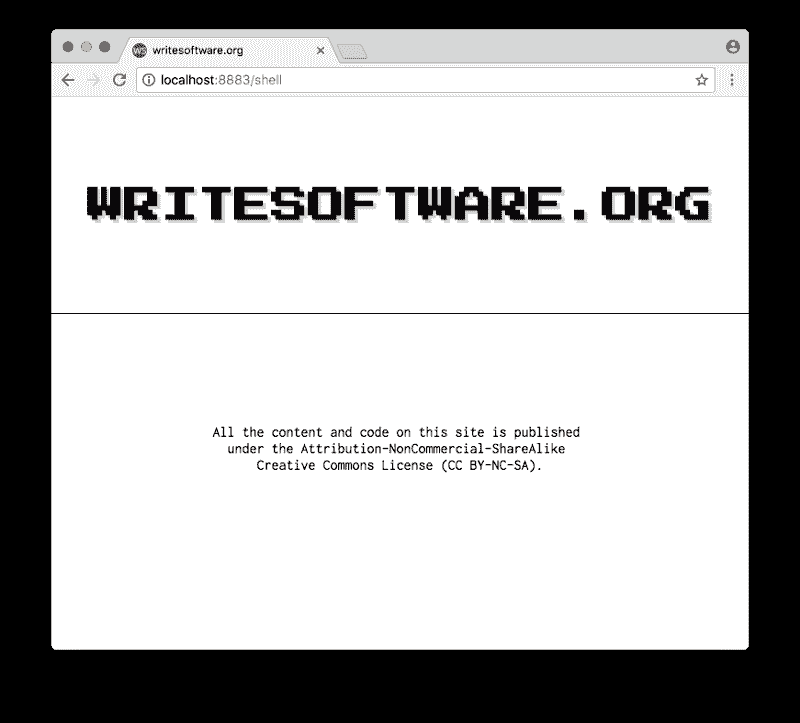 writesoftware.org
localhost:8883/shell
WRITESOFTWARE.ORG
All the content and code on this site is published
under the Attribution-NonCommercial-ShareAlike
Creative Commons License (CC BY-NC-SA).